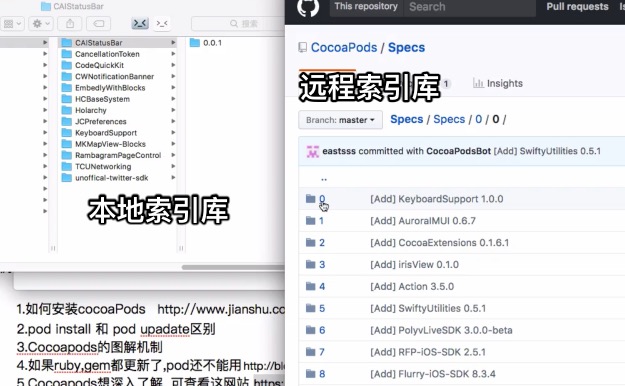 CAIStatusBar
搜索
CAIStatusBar
0.0.1
CancellationToken
CodeQuickKit
CWNotificationBanner
EmbedlyWithBlocks
HCBaseSystem
Holarchy
JCPreferences
KeyboardSupport
MKMapView-Blocks
RambagramPageControl
TCUNetworking
unoffical-twitter-sdk
本地索引库
This repository
Search
Pull requests
CocoaPods / Specs
1
Insights
远程索引库
Branch: master
Specs / Specs / 0 / 0 /
eastsss committed with CocoaPodsBot [Add] SwiftyUtilities 0.5.1
..
0 [Add] KeyboardSupport 1.0.0
1 [Add] AuroraIMUI 0.6.7
2 [Add] CocoaExtensions 0.1.6.1
3 [Add] irisView 0.1.0
4 [Add] Action 3.5.0
5 [Add] SwiftyUtilities 0.5.1
6 [Add] PolyvLiveSDK 3.0.0-beta
7 [Add] RFP-iOS-SDK 2.5.1
8 [Add] Flurry-iOS-SDK 8.3.4
1.如何安装cocoaPods http://www.jianshu.co
2.pod install 和 pod upadate区别
3.Cocoapods的图解机制
4.如果ruby,gem都更新了,pod还不能用http://blo
5.Cocoapods想深入了解 可查看这网站 https: